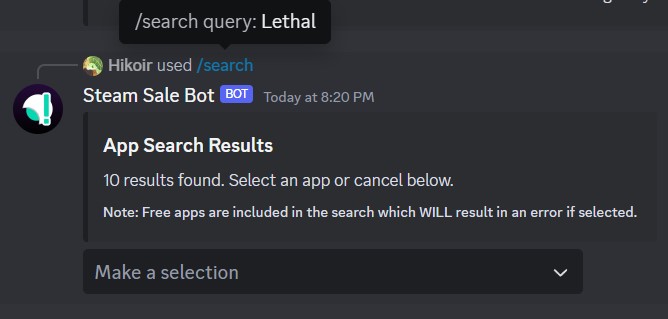 /search query: Lethal
Hikoir used /search
Steam Sale Bot BOT Today at 8:20 PM
App Search Results
10 results found. Select an app or cancel below.
Note: Free apps are included in the search which WILL result in an error if selected.
Make a selection